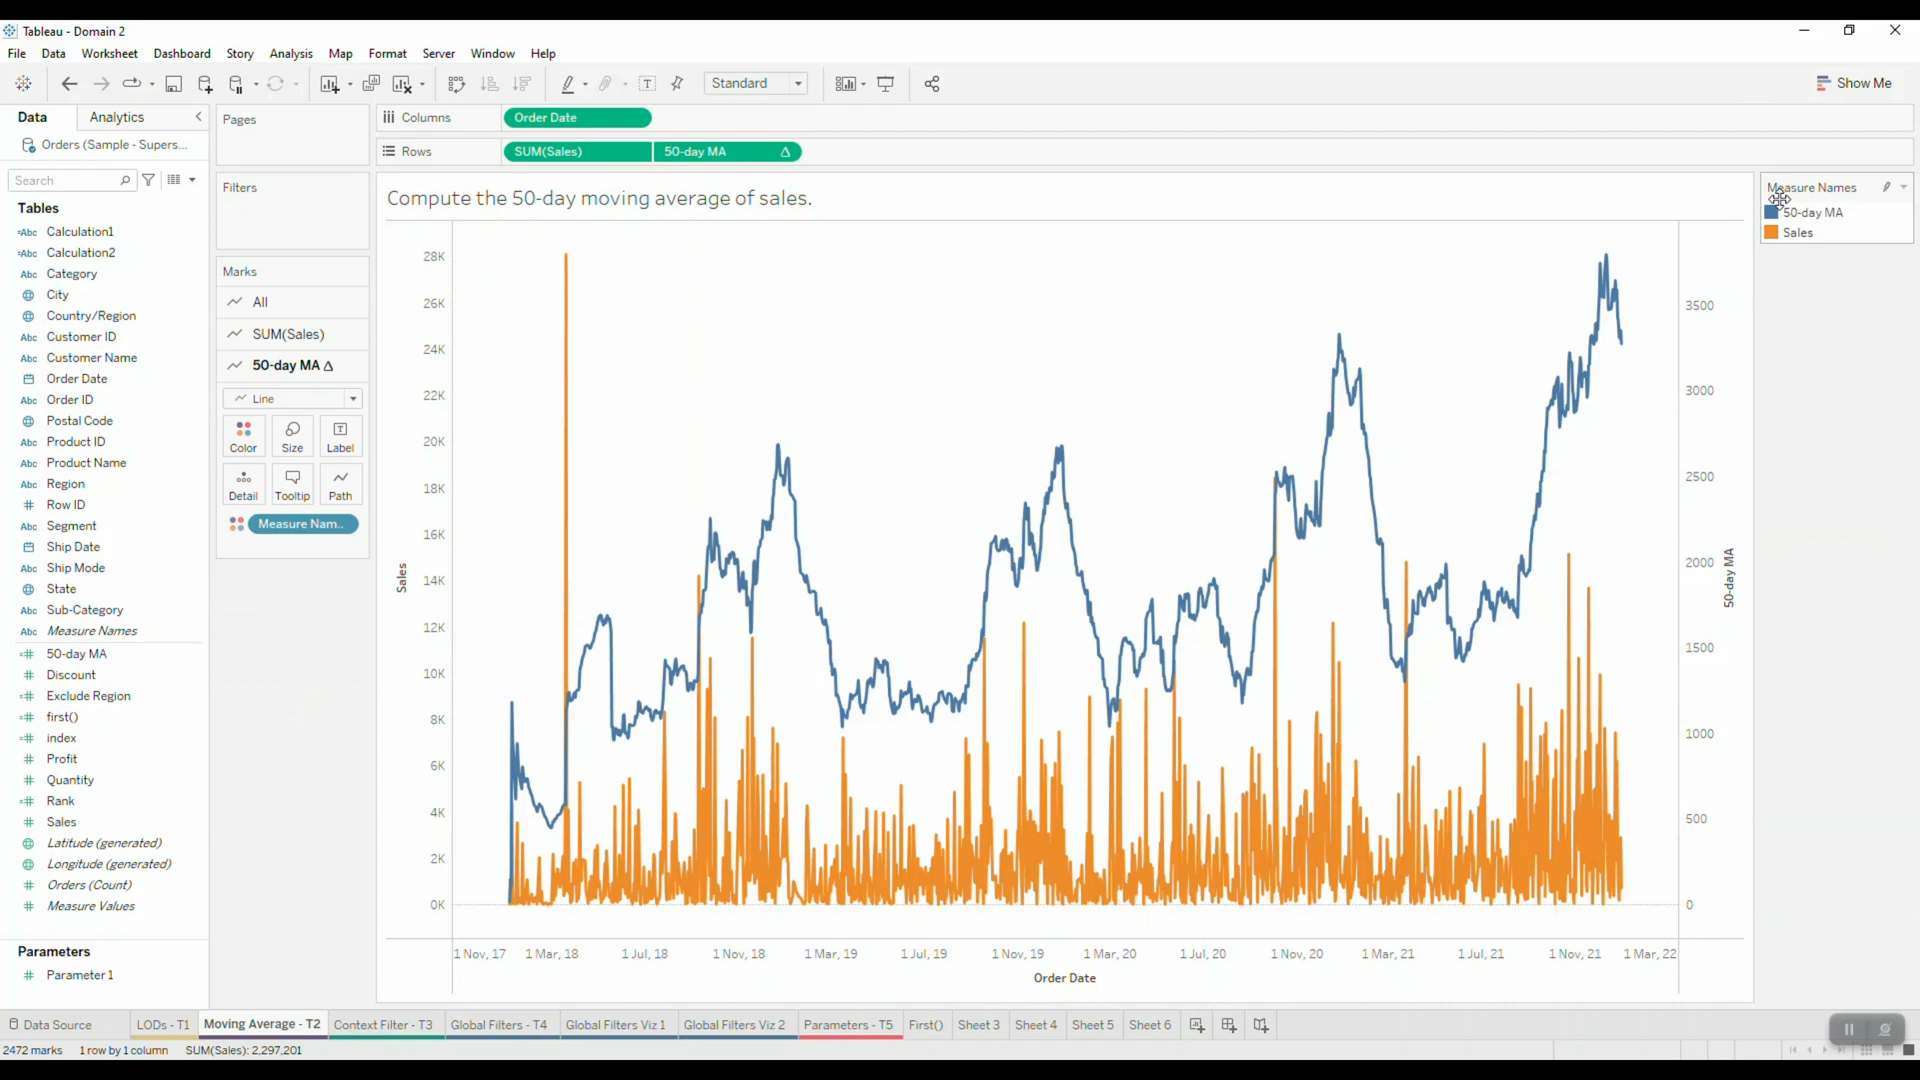 Tableau - Domain 2
File Data Worksheet Dashboard Story Analysis Map Format Server Window Help
Standard
Show Me
Data
Analytics
Orders (Sample - Supers...
Search
Tables
Abc Calculation1
Abc Calculation2
Abc Category
City
Country/Region
Abc Customer ID
Abc Customer Name
Order Date
Abc Order ID
Postal Code
Abc Product ID
Abc Product Name
Abc Region
# Row ID
Abc Segment
Ship Date
Abc Ship Mode
State
Abc Sub-Category
Abc Measure Names
# 50-day MA
# Discount
# Exclude Region
# first()
# index
# Profit
# Quantity
# Rank
# Sales
Latitude (generated)
Longitude (generated)
# Orders (Count)
# Measure Values
Parameters
# Parameter 1
Pages
Filters
Marks
All
SUM(Sales)
50-day MA
Line
Color Size Label
Detail Tooltip Path
Measure Nam..
Columns
Order Date
Rows
SUM(Sales)
50-day MA
Compute the 50-day moving average of sales.
28K
26K
24K
22K
20K
18K
16K
14K
12K
10K
8K
6K
4K
2K
0K
Sales
3500
3000
2500
2000
1500
1000
500
0
50-day MA
1 Nov, 17 1 Mar, 18 1 Jul, 18 1 Nov, 18 1 Mar, 19 1 Jul, 19 1 Nov, 19 1 Mar, 20 1 Jul, 20 1 Nov, 20 1 Mar, 21 1 Jul, 21 1 Nov, 21 1 Mar, 22
Order Date
Measure Names
50-day MA
Sales
Data Source LODs - T1 Moving Average - T2 Context Filter - T3 Global Filters - T4 Global Filters Viz 1 Global Filters Viz 2 Parameters - T5 First() Sheet 3 Sheet 4 Sheet 5 Sheet 6
2472 marks 1 row by 1 column SUM(Sales): 2,297,201